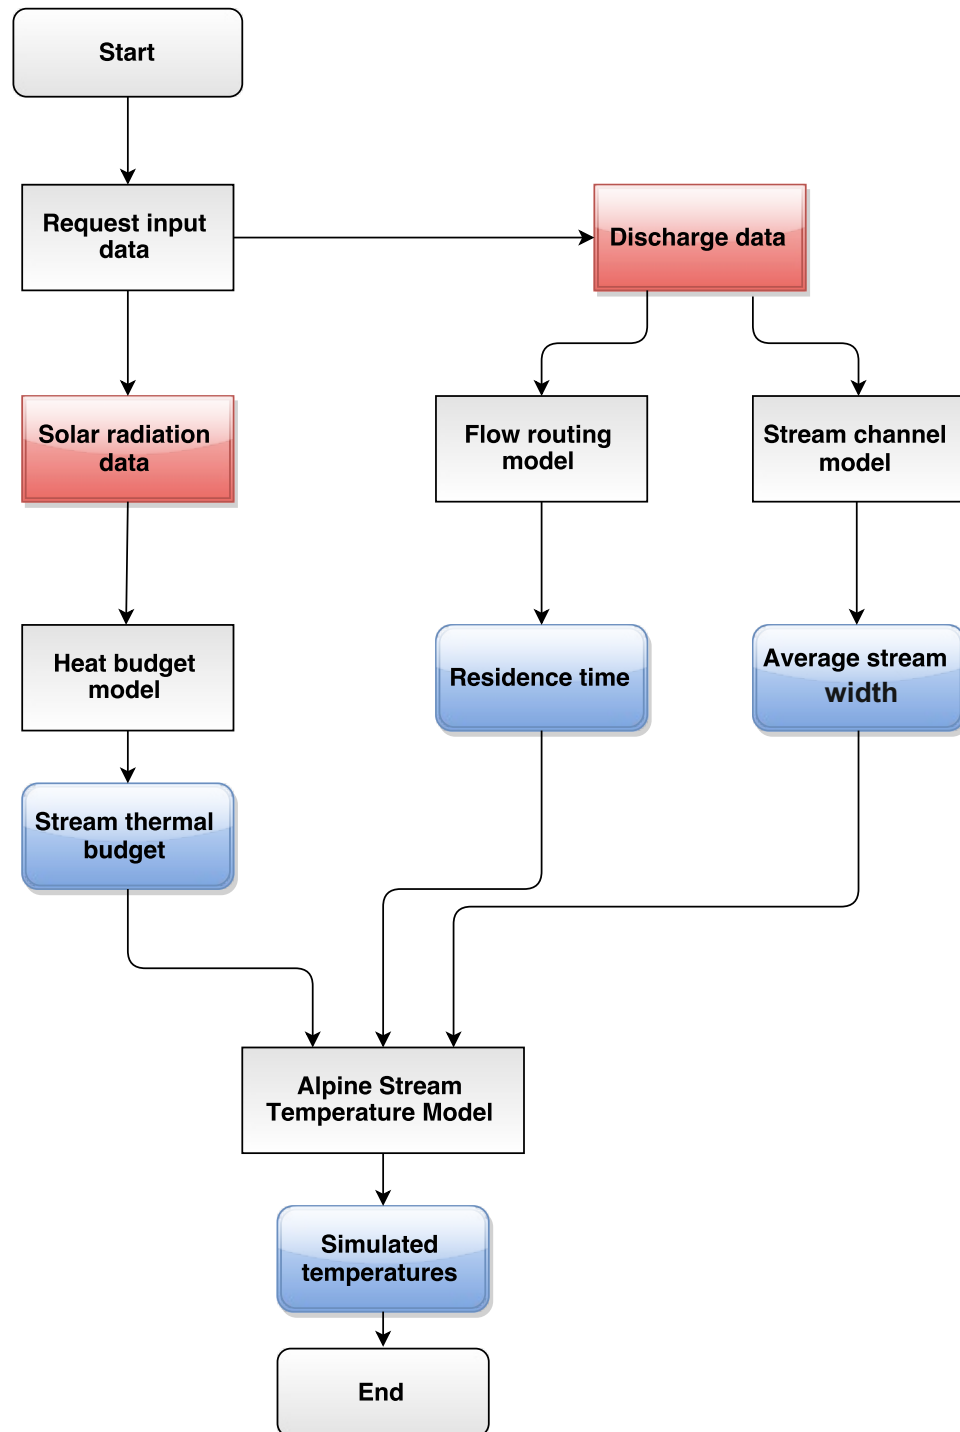 Start
Request input
data
Discharge data
Solar radiation
data
Flow routing
model
Stream channel
model
Heat budget
model
Residence time
Average stream
width
Stream thermal
budget
Alpine Stream
Temperature Model
Simulated
temperatures
End